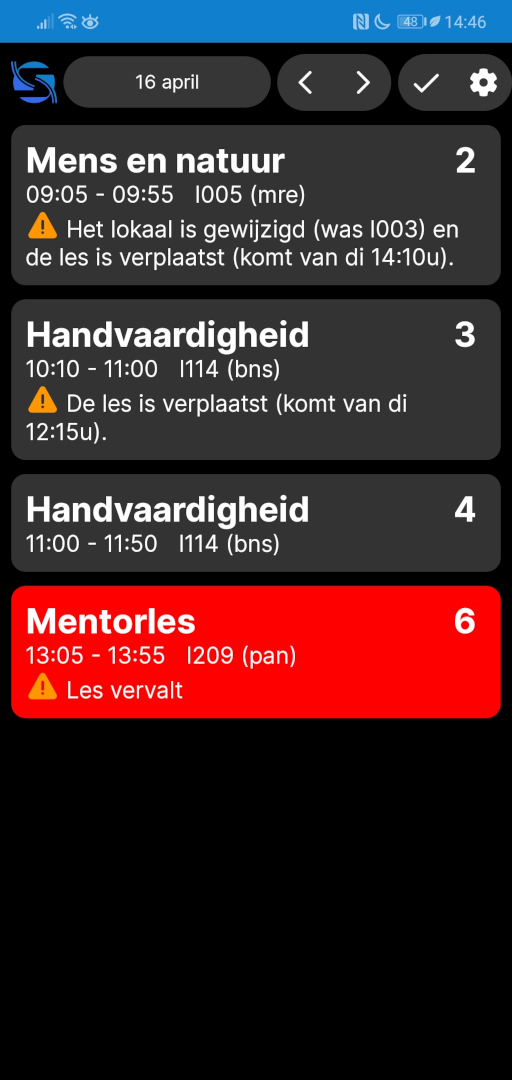 48 14:46
16 april
Mens en natuur 2
09:05 - 09:55 l005 (mre)
Het lokaal is gewijzigd (was l003) en
de les is verplaatst (komt van di 14:10u).
Handvaardigheid 3
10:10 - 11:00 l114 (bns)
De les is verplaatst (komt van di
12:15u).
Handvaardigheid 4
11:00 - 11:50 l114 (bns)
Mentorles 6
13:05 - 13:55 l209 (pan)
Les vervalt